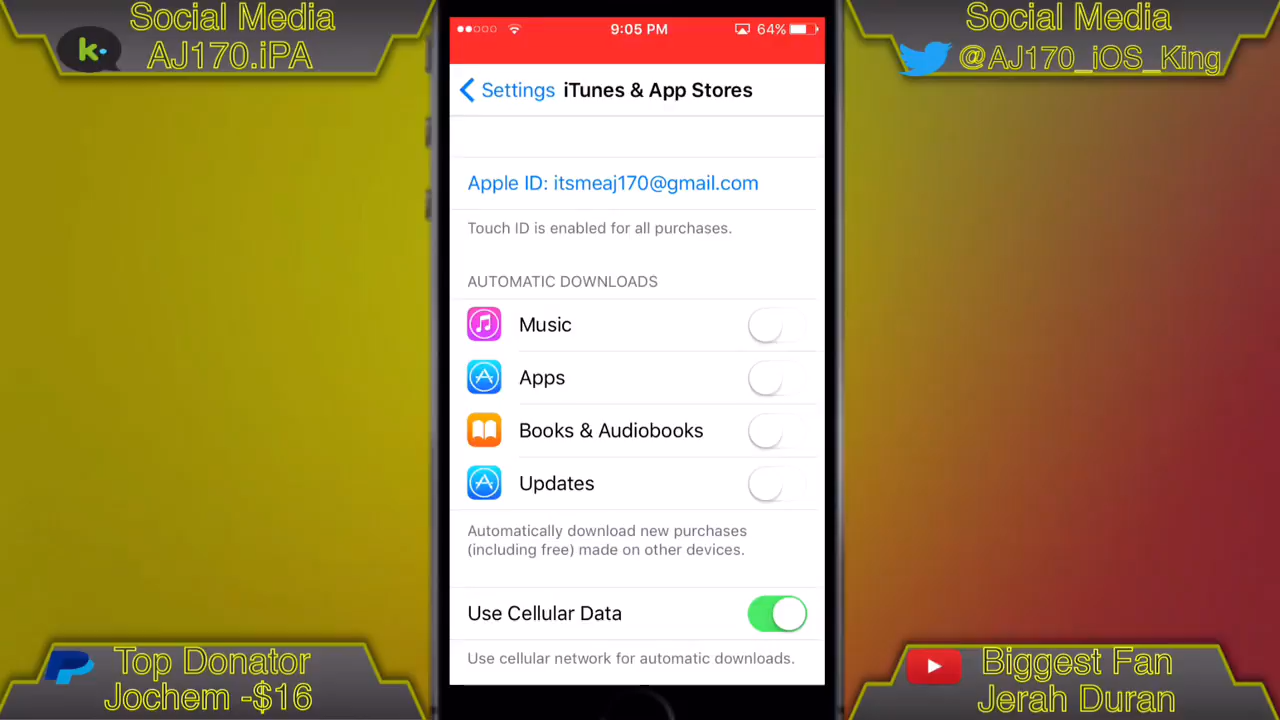 Social Media
AJ170.iPA
Social Media
@AJ170_iOS_King
9:05 PM
64%
Settings
iTunes & App Stores
Apple ID: itsmeaj170@gmail.com
Touch ID is enabled for all purchases.
AUTOMATIC DOWNLOADS
Music
Apps
Books & Audiobooks
Updates
Automatically download new purchases
(including free) made on other devices.
Use Cellular Data
Use cellular network for automatic downloads.
Top Donator
Jochem -$16
Biggest Fan
Jerah Duran